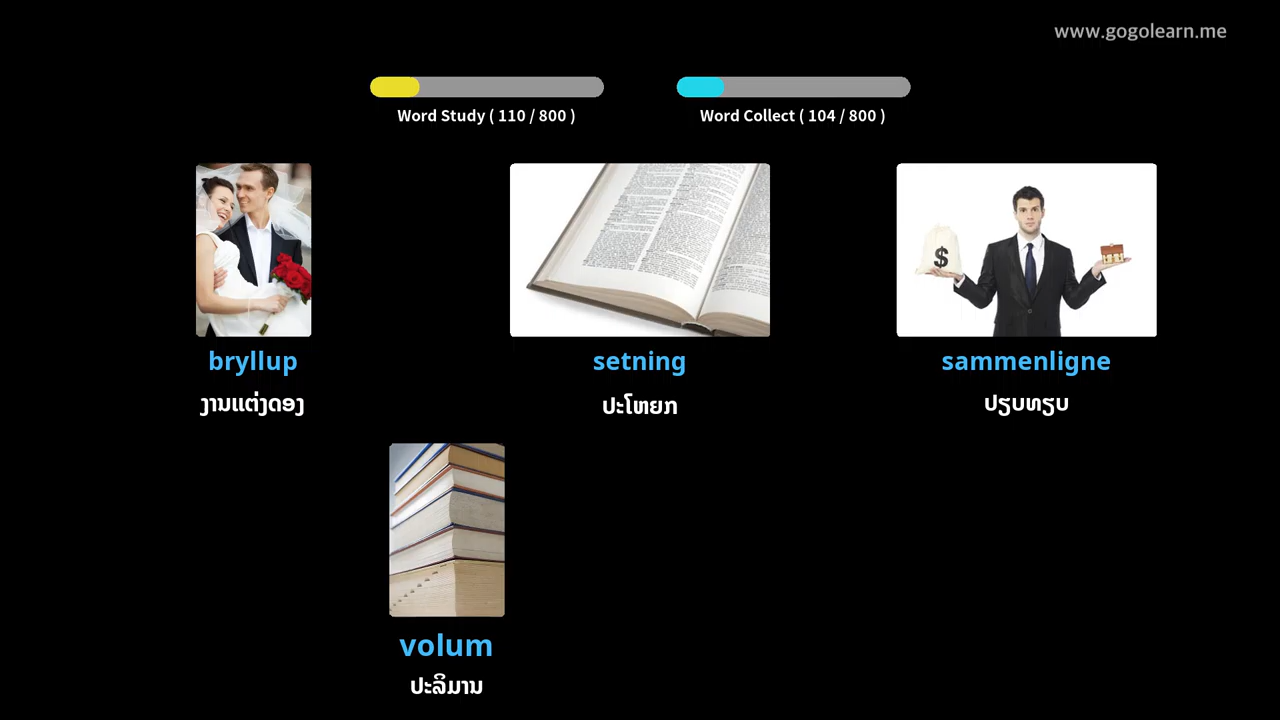 www.gogolearn.me
Word Study ( 110 / 800 )
Word Collect ( 104 / 800 )
$
bryllup
setning
sammenligne
ງານແຕ່ງດອງ
ປະໂຫຍກ
ປຽບທຽບ
volum
ປະລິມານ